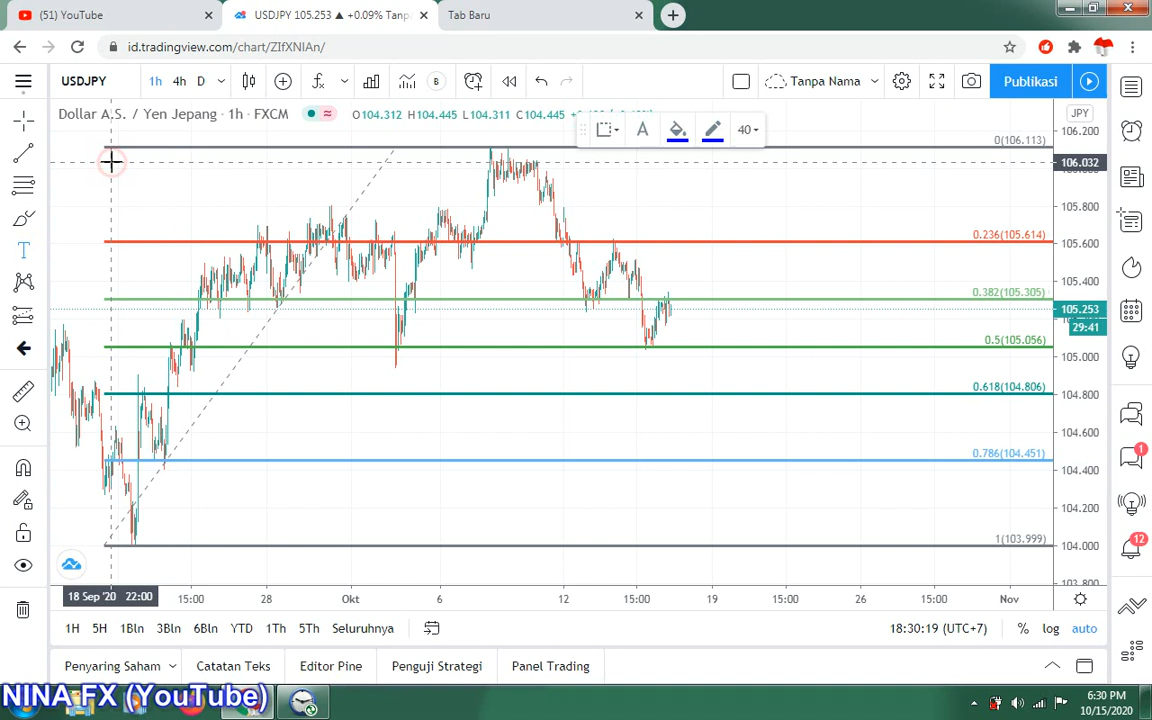 (51) YouTube
USDJPY 105.253 ▲ +0.09% Tanpa
Tab Baru
id.tradingview.com/chart/ZIfXNIAn/
USDJPY 1h 4h D
B
Tanpa Nama
Publikasi
Dollar A.S. / Yen Jepang · 1h · FXCM
O104.312 H104.445 L104.311 C104.445
JPY
A
40
106.200
0(106.113)
106.032
105.800
0.236(105.614)
105.600
105.400
0.382(105.305)
105.253
29:41
0.5(105.056)
105.000
0.618(104.806)
104.800
104.600
0.786(104.451)
104.400
104.200
1(103.999)
104.000
103.800
18 Sep '20 22:00
15:00 28 Okt 6 12 15:00 19 15:00 26 15:00 Nov
1H 5H 1Bln 3Bln 6Bln YTD 1Th 5Th Seluruhnya
18:30:19 (UTC+7) % log auto
Penyaring Saham Catatan Teks Editor Pine Penguji Strategi Panel Trading
1
12
NINA FX (YouTube)
6:30 PM
10/15/2020